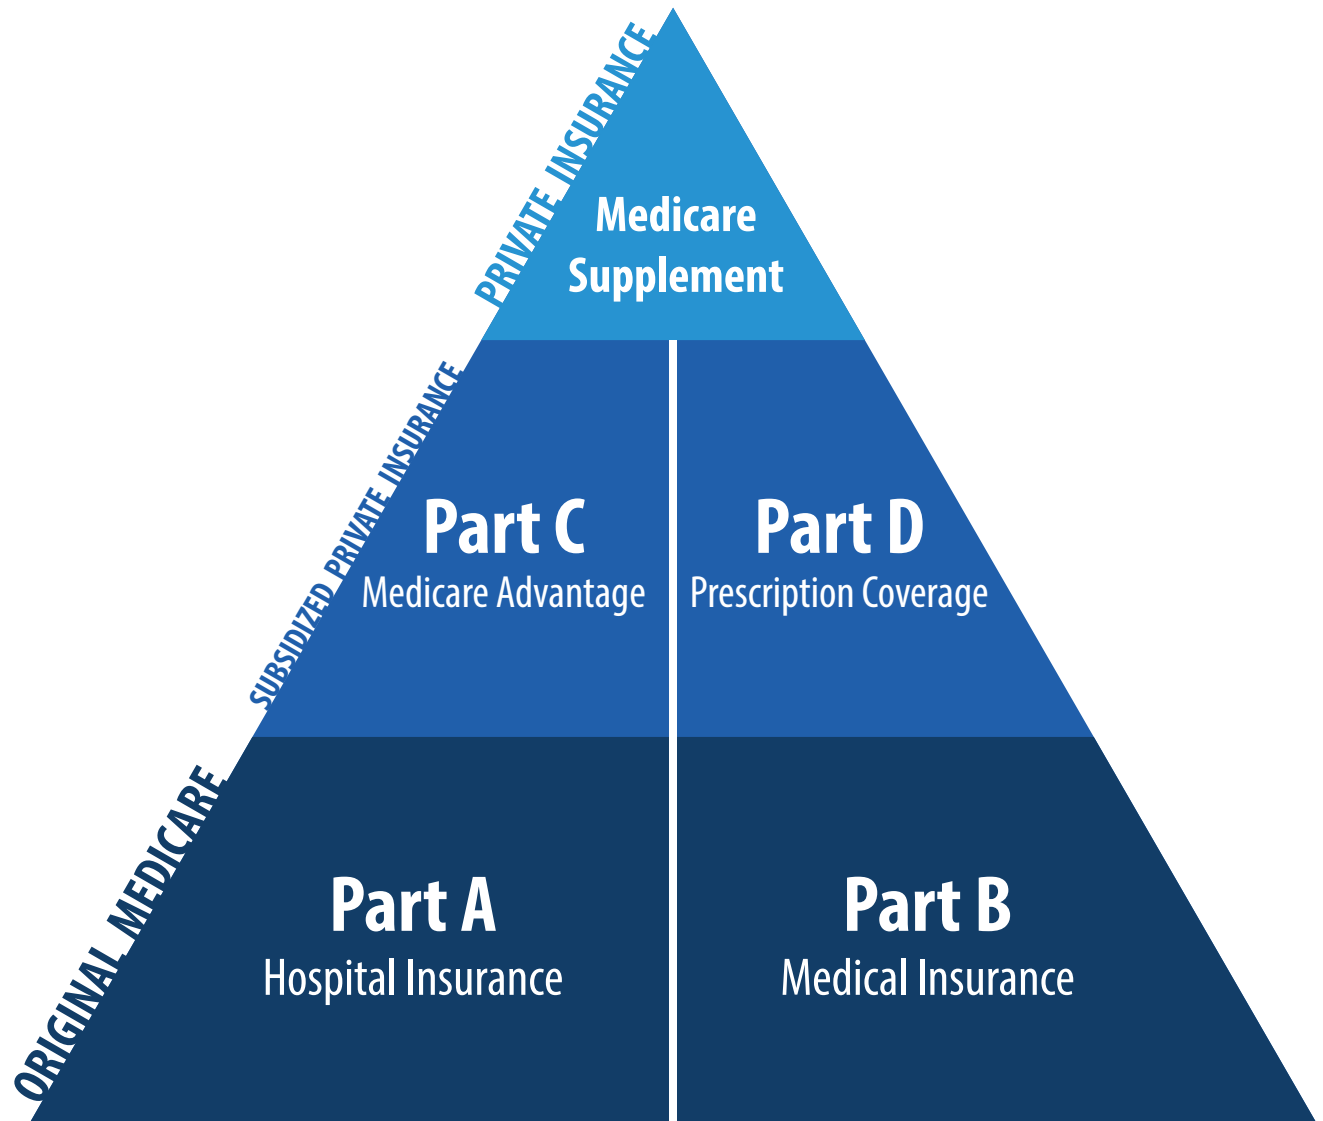 PRIVATE INSURANCE
Medicare
Supplement
SUBSIDIZED PRIVATE INSURANCE
Part C
Medicare Advantage
Part D
Prescription Coverage
ORIGINAL MEDICARE
Part A
Hospital Insurance
Part B
Medical Insurance